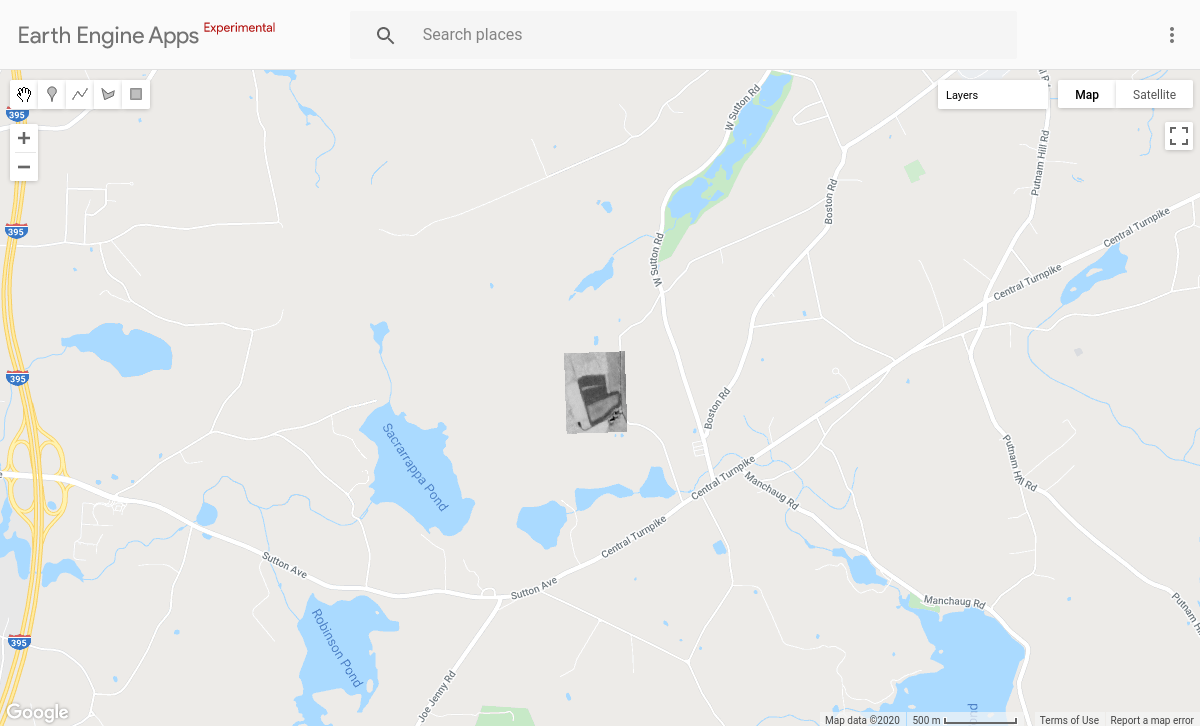 Earth Engine Apps Experimental
Search places
Layers
Map
Satellite
395
395
395
395
+
−
W Sutton Rd
W Sutton Rd
Boston Rd
Boston Rd
Putnam Hill Rd
Central Turnpike
Central Turnpike
Central Turnpike
Central Turnpike
Sacrarrappa Pond
Putnam Hill Rd
Manchaug Rd
Manchaug Rd
Sutton Ave
Sutton Ave
Robinson Pond
Joe Jenny Rd
Google
Map data ©2020
500 m
Terms of Use
Report a map error